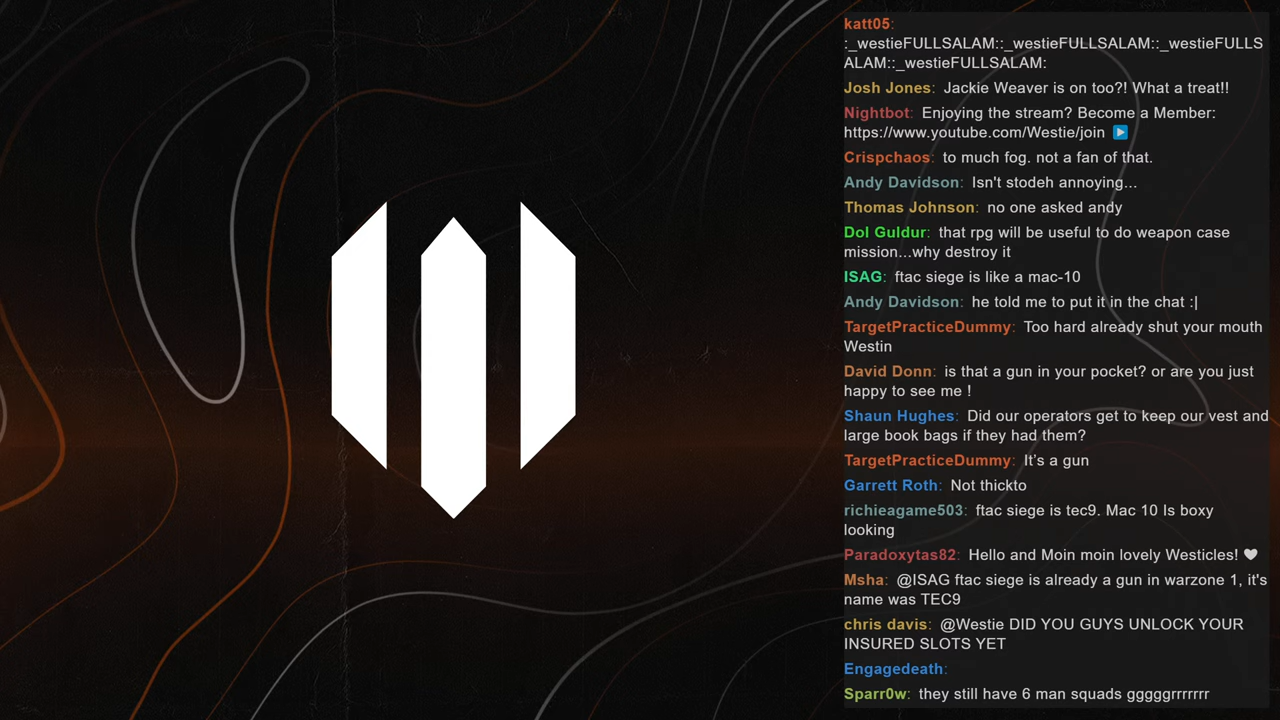 katt05:
:_westieFULLSALAM::_westieFULLSALAM::_westieFULLS
ALAM::_westieFULLSALAM:
Josh Jones: Jackie Weaver is on too?! What a treat!!
Nightbot: Enjoying the stream? Become a Member:
https://www.youtube.com/Westie/join ▶️
Crispchaos: to much fog. not a fan of that.
Andy Davidson: Isn't stodeh annoying...
Thomas Johnson: no one asked andy
Dol Guldur: that rpg will be useful to do weapon case
mission...why destroy it
ISAG: ftac siege is like a mac-10
Andy Davidson: he told me to put it in the chat :|
TargetPracticeDummy: Too hard already shut your mouth
Westin
David Donn: is that a gun in your pocket? or are you just
happy to see me !
Shaun Hughes: Did our operators get to keep our vest and
large book bags if they had them?
TargetPracticeDummy: It's a gun
Garrett Roth: Not thickto
richieagame503: ftac siege is tec9. Mac 10 Is boxy
looking
Paradoxytas82: Hello and Moin moin lovely Westicles! ♥
Msha: @ISAG ftac siege is already a gun in warzone 1, it's
name was TEC9
chris davis: @Westie DID YOU GUYS UNLOCK YOUR
INSURED SLOTS YET
Engagedeath:
Sparr0w: they still have 6 man squads gggggrrrrrrr